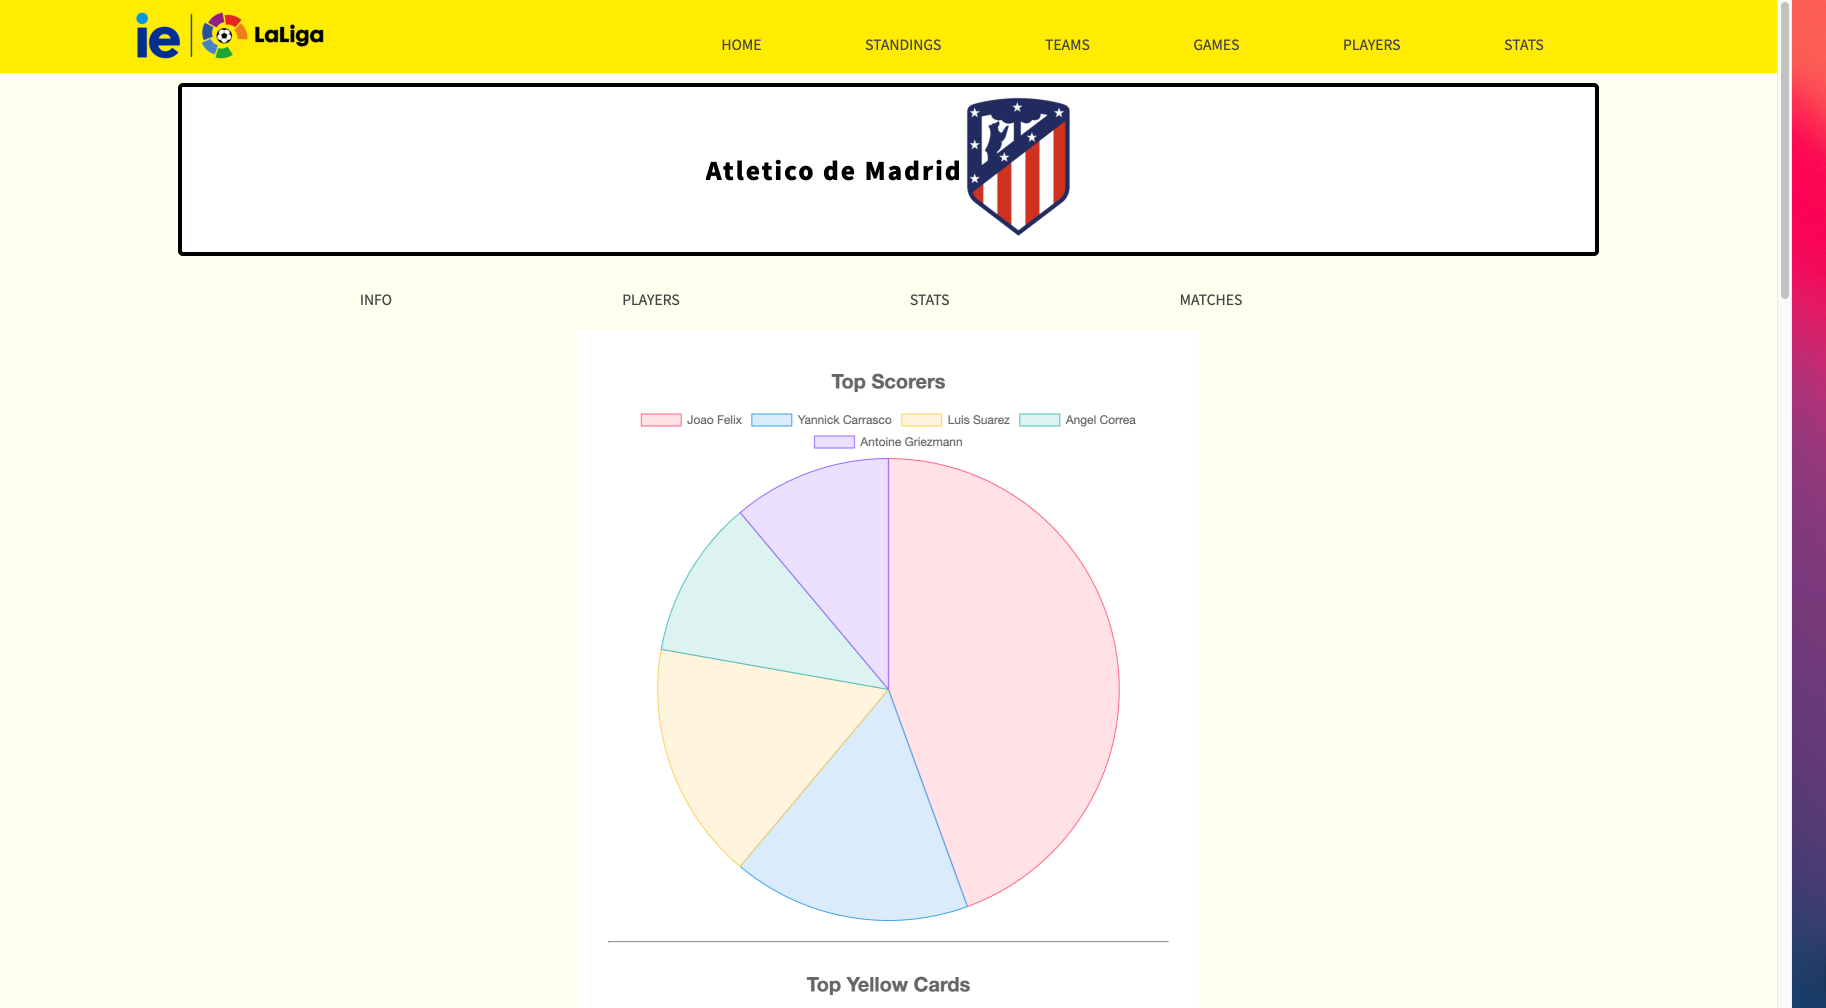 ie LaLiga
HOME STANDINGS TEAMS GAMES PLAYERS STATS
Atletico de Madrid
INFO PLAYERS STATS MATCHES
Top Scorers
Joao Felix Yannick Carrasco Luis Suarez Angel Correa
Antoine Griezmann
Top Yellow Cards